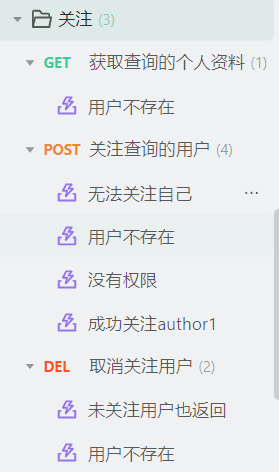 关注 (3)
GET 获取查询的个人资料 (1)
用户不存在
POST 关注查询的用户 (4)
无法关注自己 ...
用户不存在
没有权限
成功关注author1
DEL 取消关注用户 (2)
未关注用户也返回
用户不存在